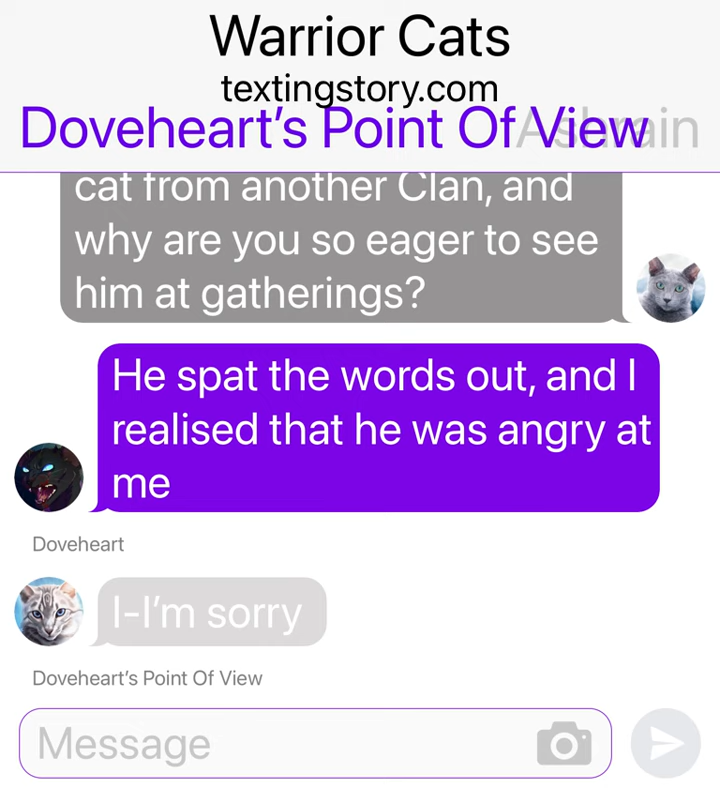 Warrior Cats
textingstory.com
Doveheart's Point Of View Ashrain
cat from another Clan, and
why are you so eager to see
him at gatherings?
He spat the words out, and I
realised that he was angry at
me
Doveheart
I-I'm sorry
Doveheart's Point Of View
Message